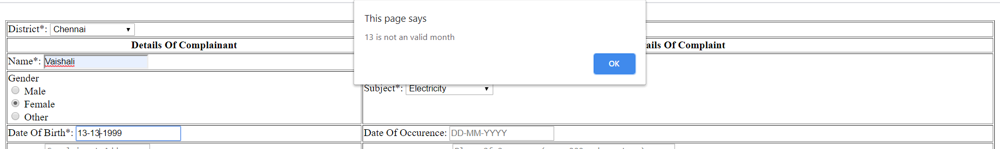 This page says
13 is not an valid month
OK
District*: Chennai
Details Of Complainant
ails Of Complaint
Name*: Vaishali
Gender
Male
Female
Other
Subject*: Electricity
Date Of Birth*: 13-13-1999
Date Of Occurence: DD-MM-YYYY